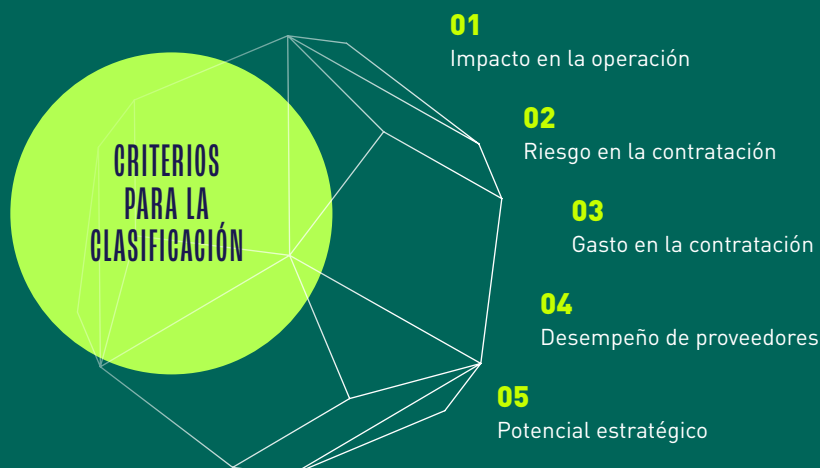 CRITERIOS
PARA LA
CLASIFICACIÓN
01
Impacto en la operación
02
Riesgo en la contratación
03
Gasto en la contratación
04
Desempeño de proveedores
05
Potencial estratégico